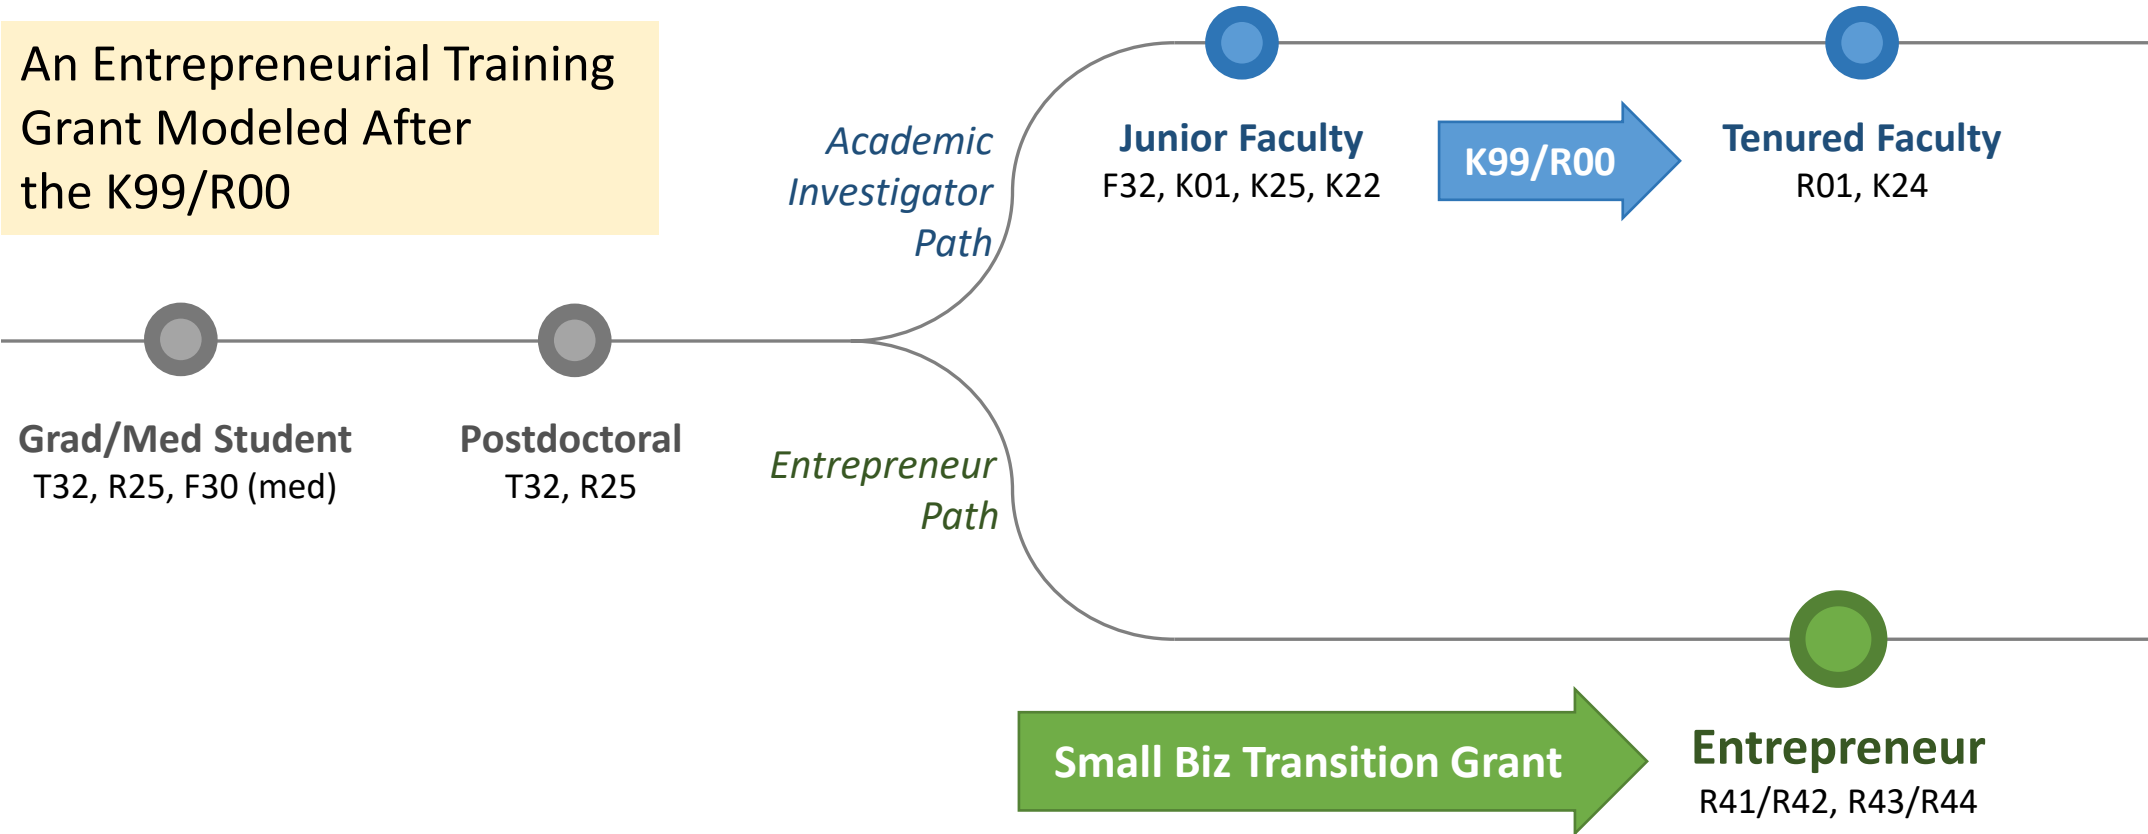 An Entrepreneurial Training
Grant Modeled After
the K99/R00
Academic
Investigator
Path
Junior Faculty
F32, K01, K25, K22
K99/R00
Tenured Faculty
R01, K24
Grad/Med Student
T32, R25, F30 (med)
Postdoctoral
T32, R25
Entrepreneur
Path
Small Biz Transition Grant
Entrepreneur
R41/R42, R43/R44